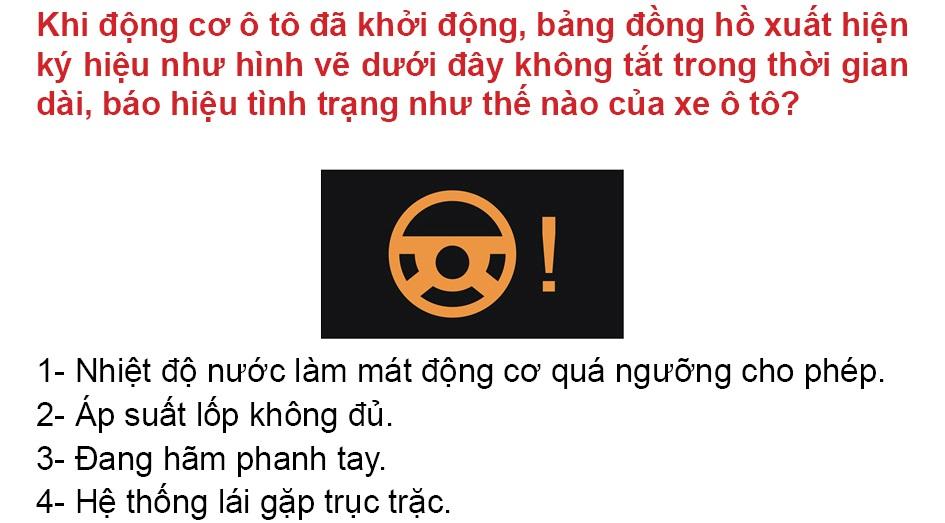 Khi động cơ ô tô đã khởi động, bảng đồng hồ xuất hiện
ký hiệu như hình vẽ dưới đây không tắt trong thời gian
dài, báo hiệu tình trạng như thế nào của xe ô tô?
!
1- Nhiệt độ nước làm mát động cơ quá ngưỡng cho phép.
2- Áp suất lốp không đủ.
3- Đang hãm phanh tay.
4- Hệ thống lái gặp trục trặc.